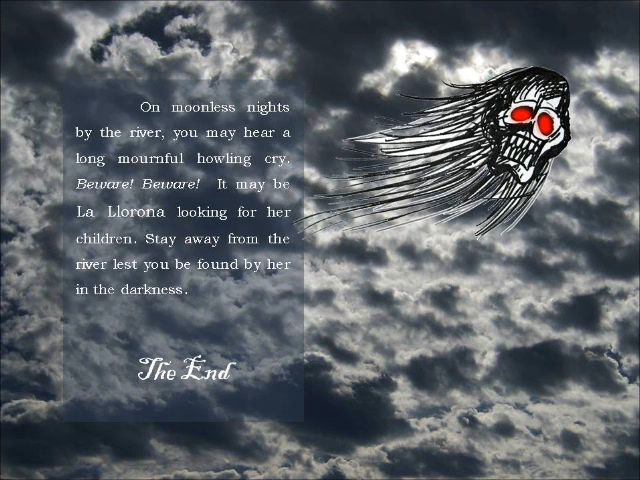 On moonless nights
by the river, you may hear a
long mournful howling cry.
Beware! Beware! It may be
La Llorona looking for her
children. Stay away from the
river lest you be found by her
in the darkness.
The End